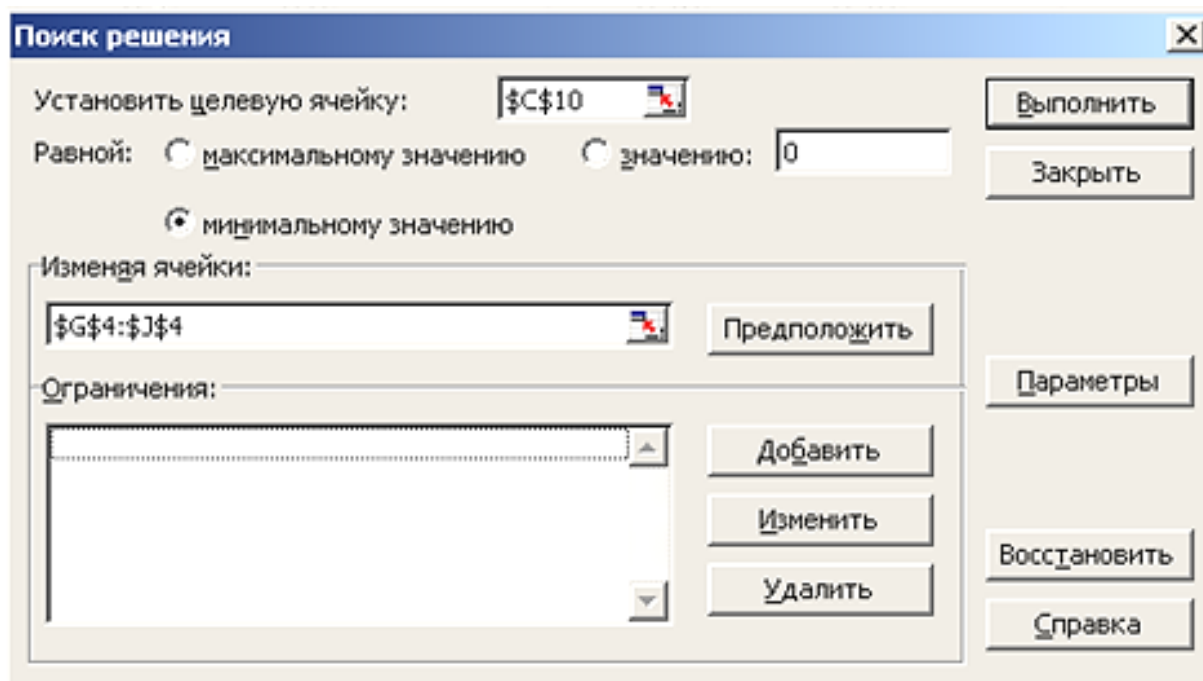 Поиск решения
Установить целевую ячейку: $C$10
Выполнить
Равной: максимальному значению значению: 0
Закрыть
минимальному значению
Изменяя ячейки:
$G$4:$J$4
Предположить
Параметры
Ограничения:
Добавить
Изменить
Удалить
Восстановить
Справка